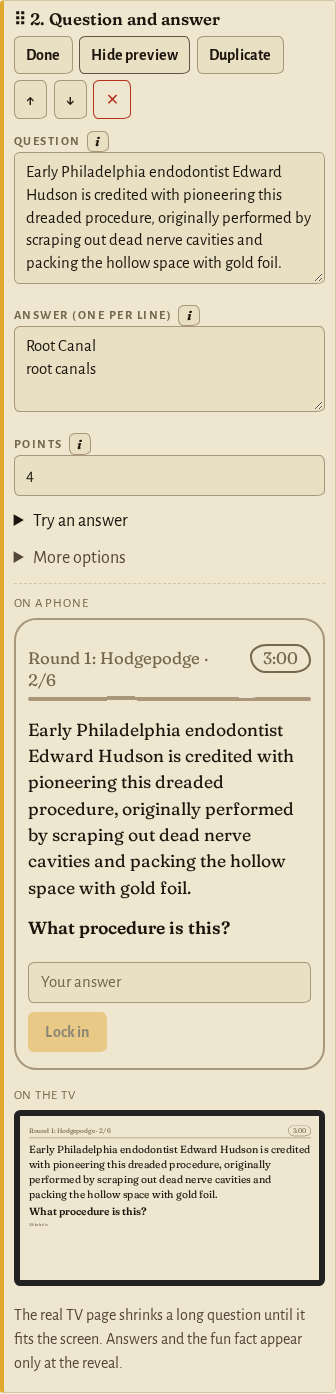 2. Question and answer
Done
Hide preview
Duplicate
↑
↓
✕
QUESTION
i
Early Philadelphia endodontist Edward
Hudson is credited with pioneering this
dreaded procedure, originally performed by
scraping out dead nerve cavities and
packing the hollow space with gold foil.
ANSWER (ONE PER LINE)
i
Root Canal
root canals
POINTS
i
4
Try an answer
More options
ON A PHONE
Round 1: Hodgepodge ·
2/6
3:00
Early Philadelphia endodontist
Edward Hudson is credited with
pioneering this dreaded
procedure, originally performed
by scraping out dead nerve
cavities and packing the hollow
space with gold foil.
What procedure is this?
Your answer
Lock in
ON THE TV
Round 1: Hodgepodge · 2/6
3:00
Early Philadelphia endodontist Edward Hudson is credited
with pioneering this dreaded procedure, originally
performed by scraping out dead nerve cavities and
packing the hollow space with gold foil.
What procedure is this?
The real TV page shrinks a long question until it
fits the screen. Answers and the fun fact appear
only at the reveal.